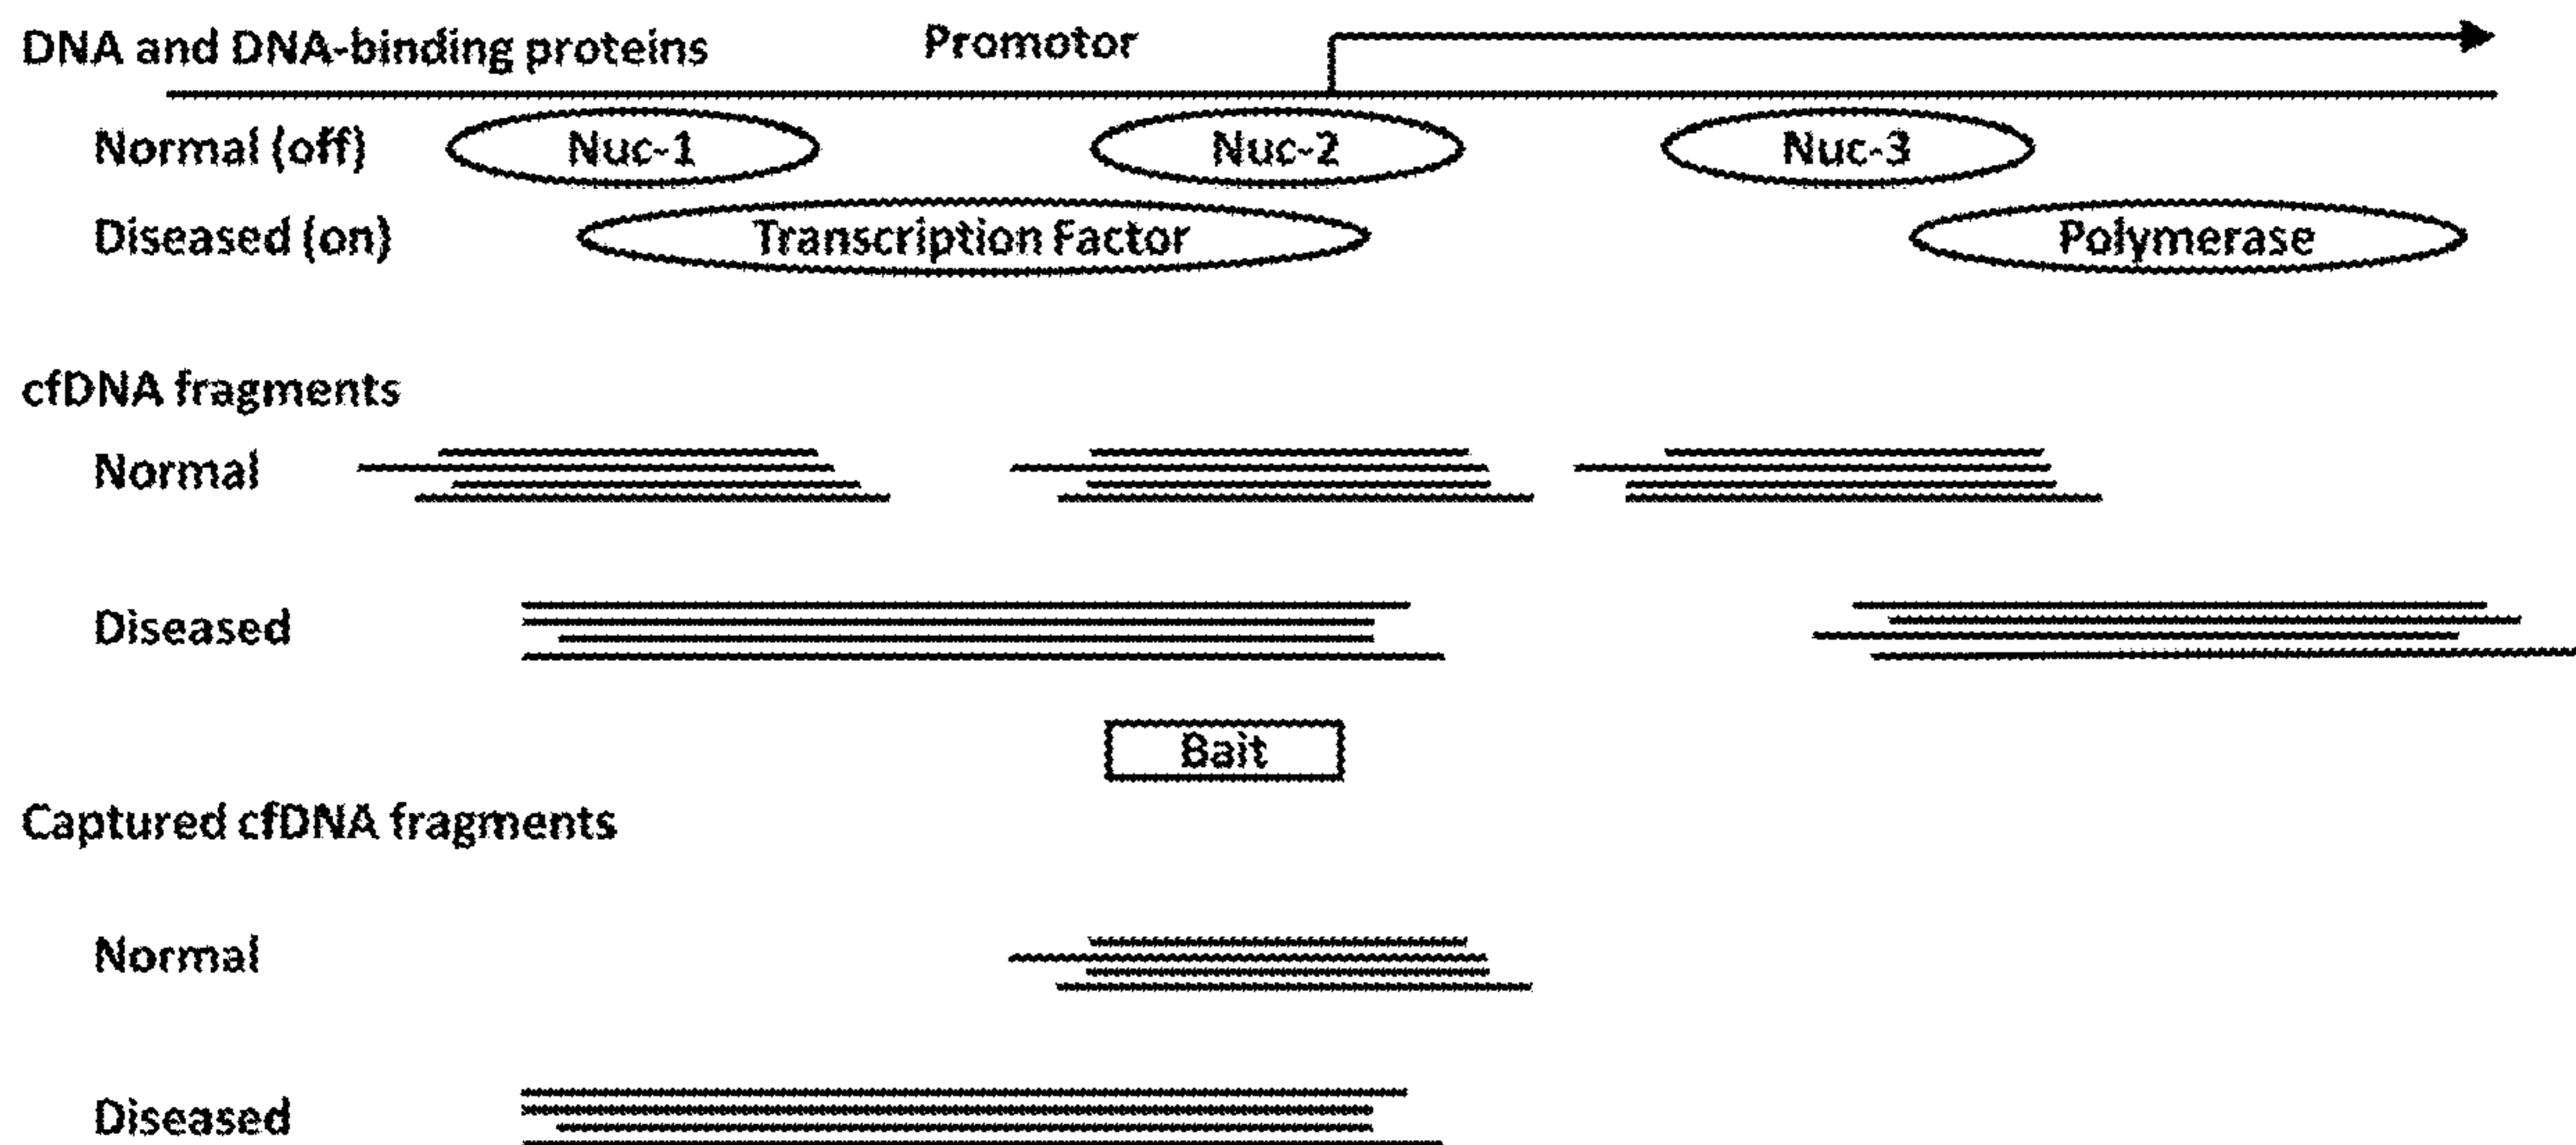 DNA and DNA-binding proteins Promotor
Normal (off) Nuc-1 Nuc-2 Nuc-3
Diseased (on) Transcription Factor Polymerase
cfDNA fragments
Normal
Diseased
Bait
Captured cfDNA fragments
Normal
Diseased